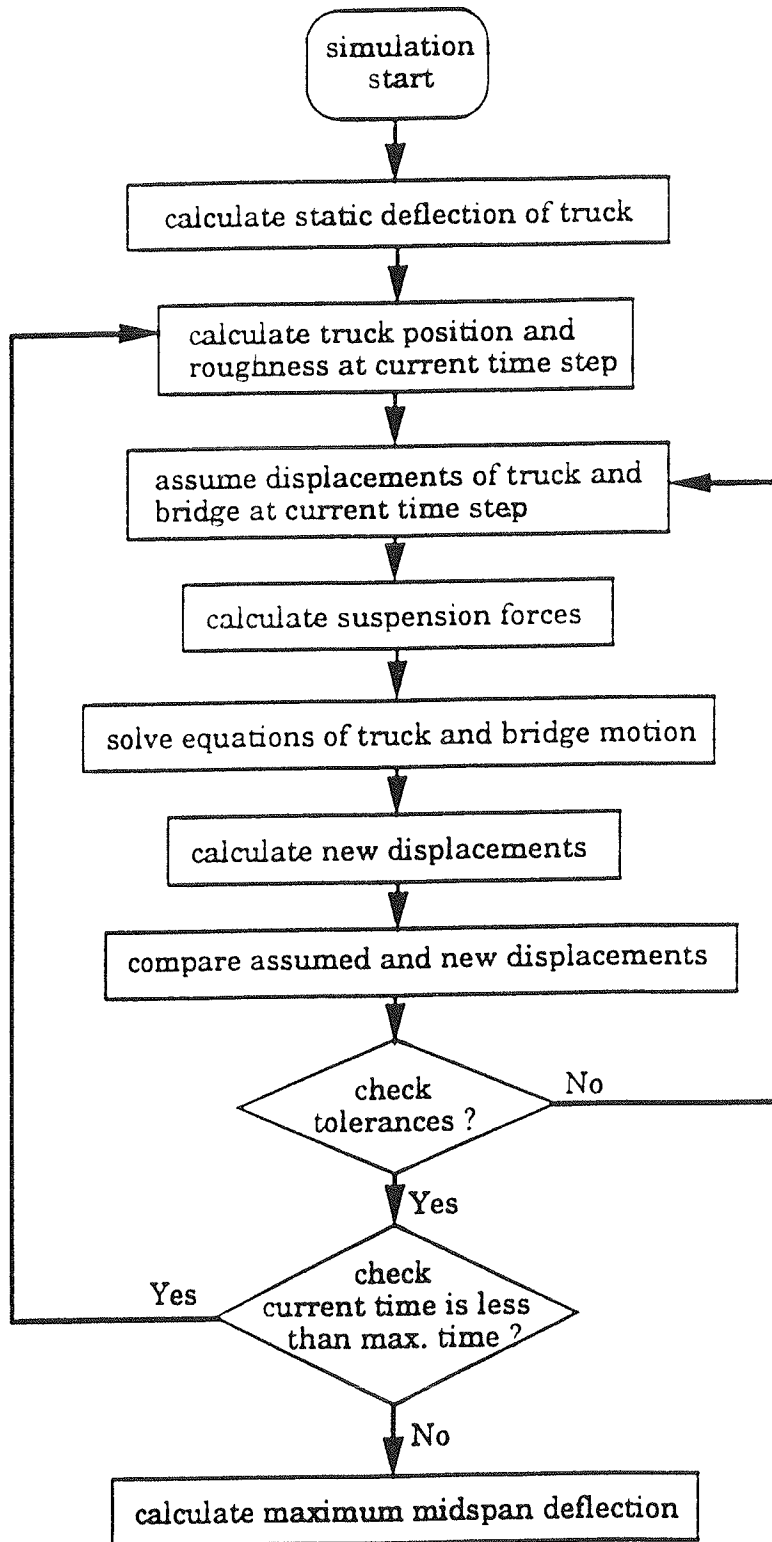 simulation
start
calculate static deflection of truck
calculate truck position and
roughness at current time step
assume displacements of truck and
bridge at current time step
calculate suspension forces
solve equations of truck and bridge motion
calculate new displacements
compare assumed and new displacements
check
tolerances ?
No
Yes
check
current time is less
than max. time ?
Yes
No
calculate maximum midspan deflection